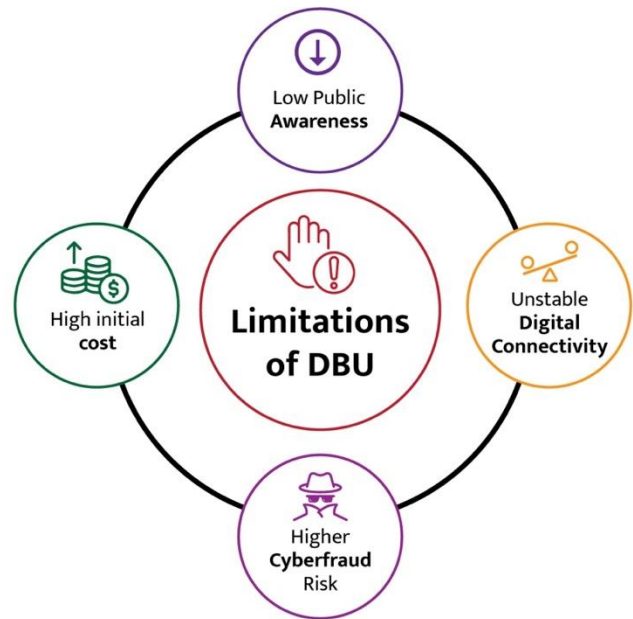 Low Public
Awareness
High initial
cost
Limitations
of DBU
Unstable
Digital
Connectivity
Higher
Cyberfraud
Risk